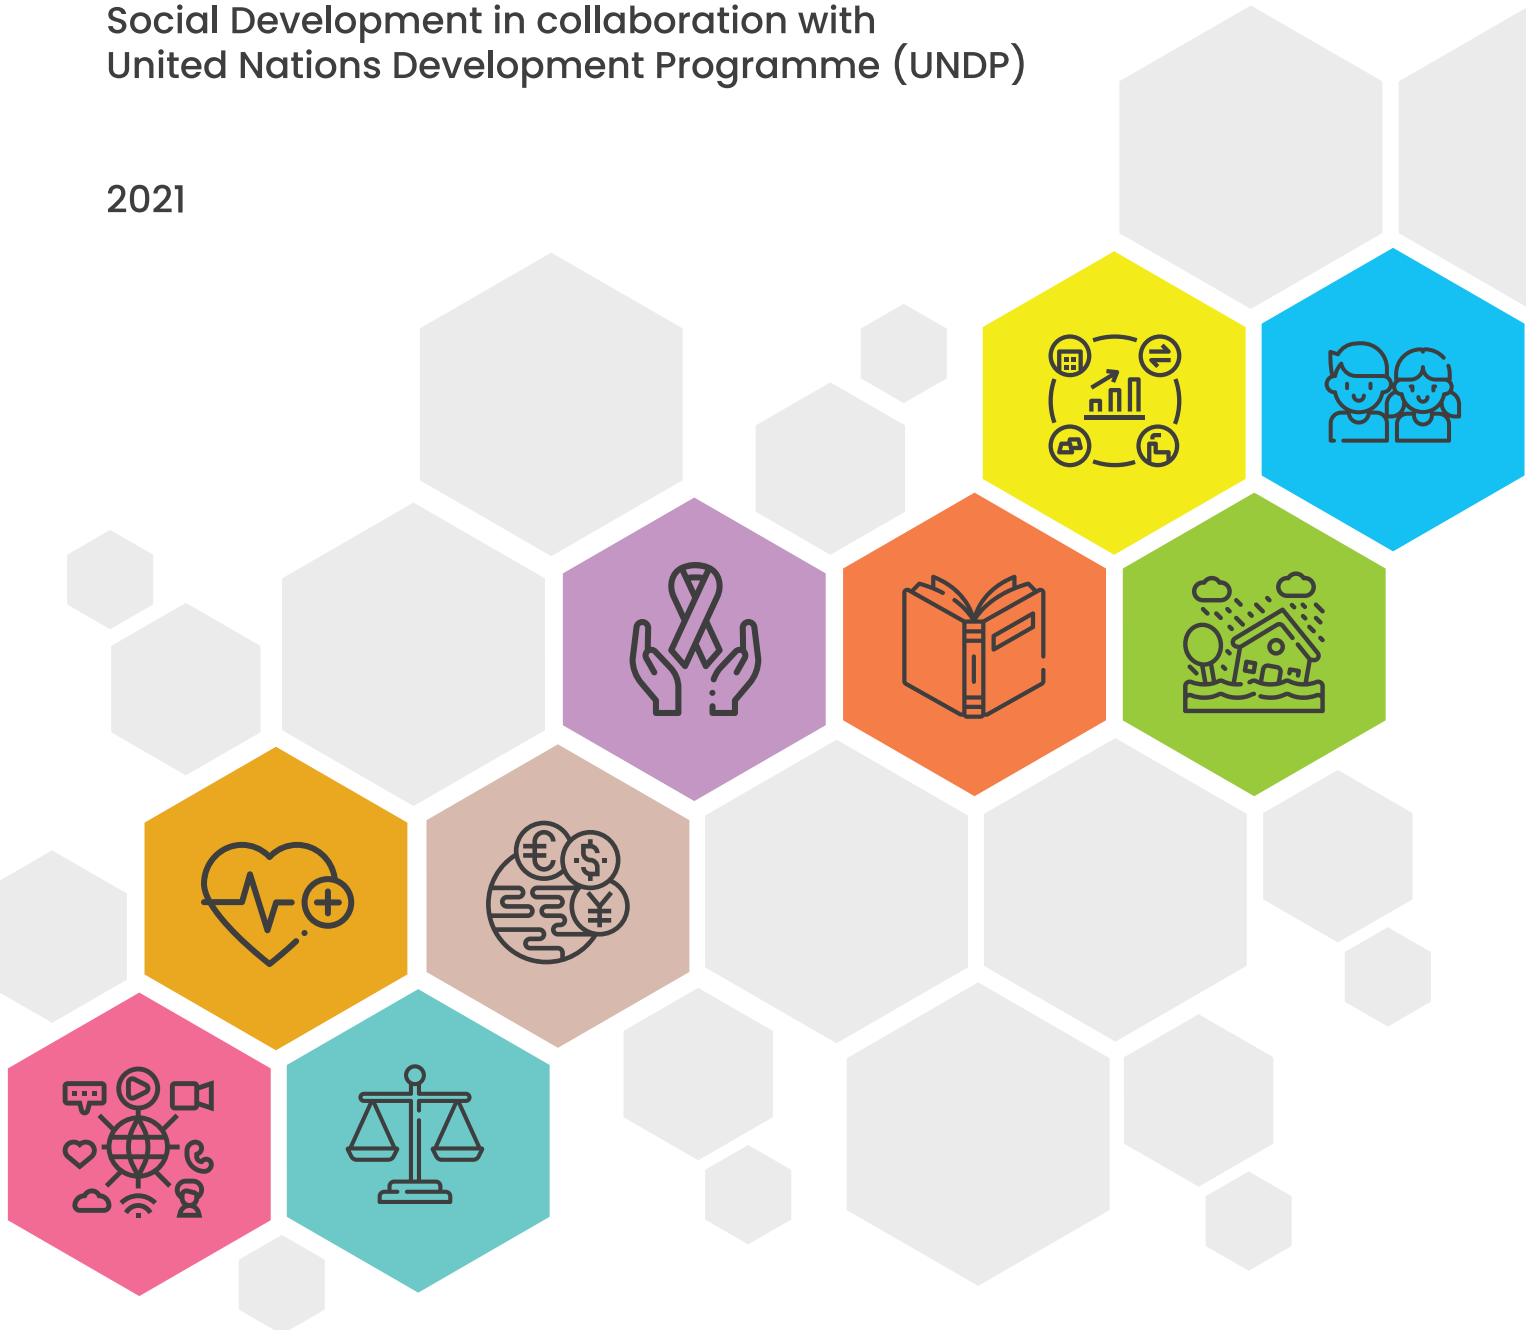 Social Development in collaboration with
United Nations Development Programme (UNDP)
2021